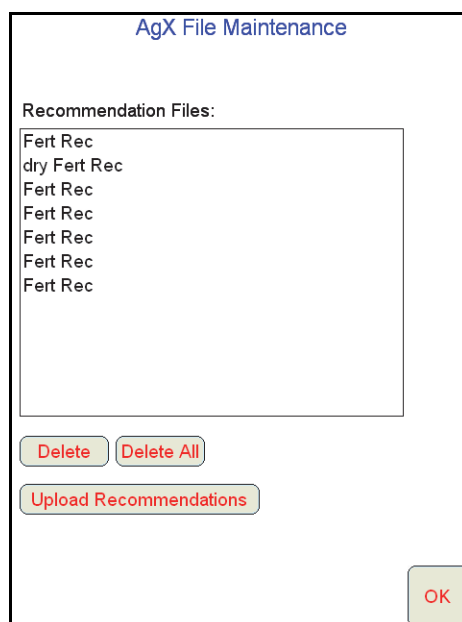 AgX File Maintenance
Recommendation Files:
Fert Rec
dry Fert Rec
Fert Rec
Fert Rec
Fert Rec
Fert Rec
Fert Rec
Delete Delete All
Upload Recommendations
OK